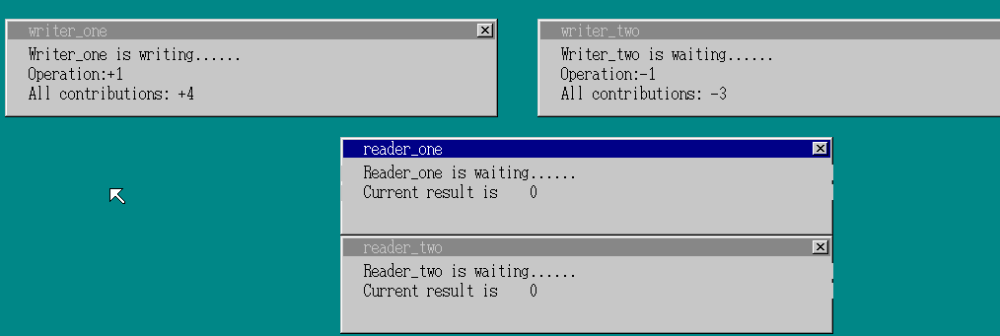 writer_one
Writer_one is writing......
Operation:+1
All contributions: +4
writer_two
Writer_two is waiting......
Operation:-1
All contributions: -3
reader_one
Reader_one is waiting......
Current result is    0
reader_two
Reader_two is waiting......
Current result is    0